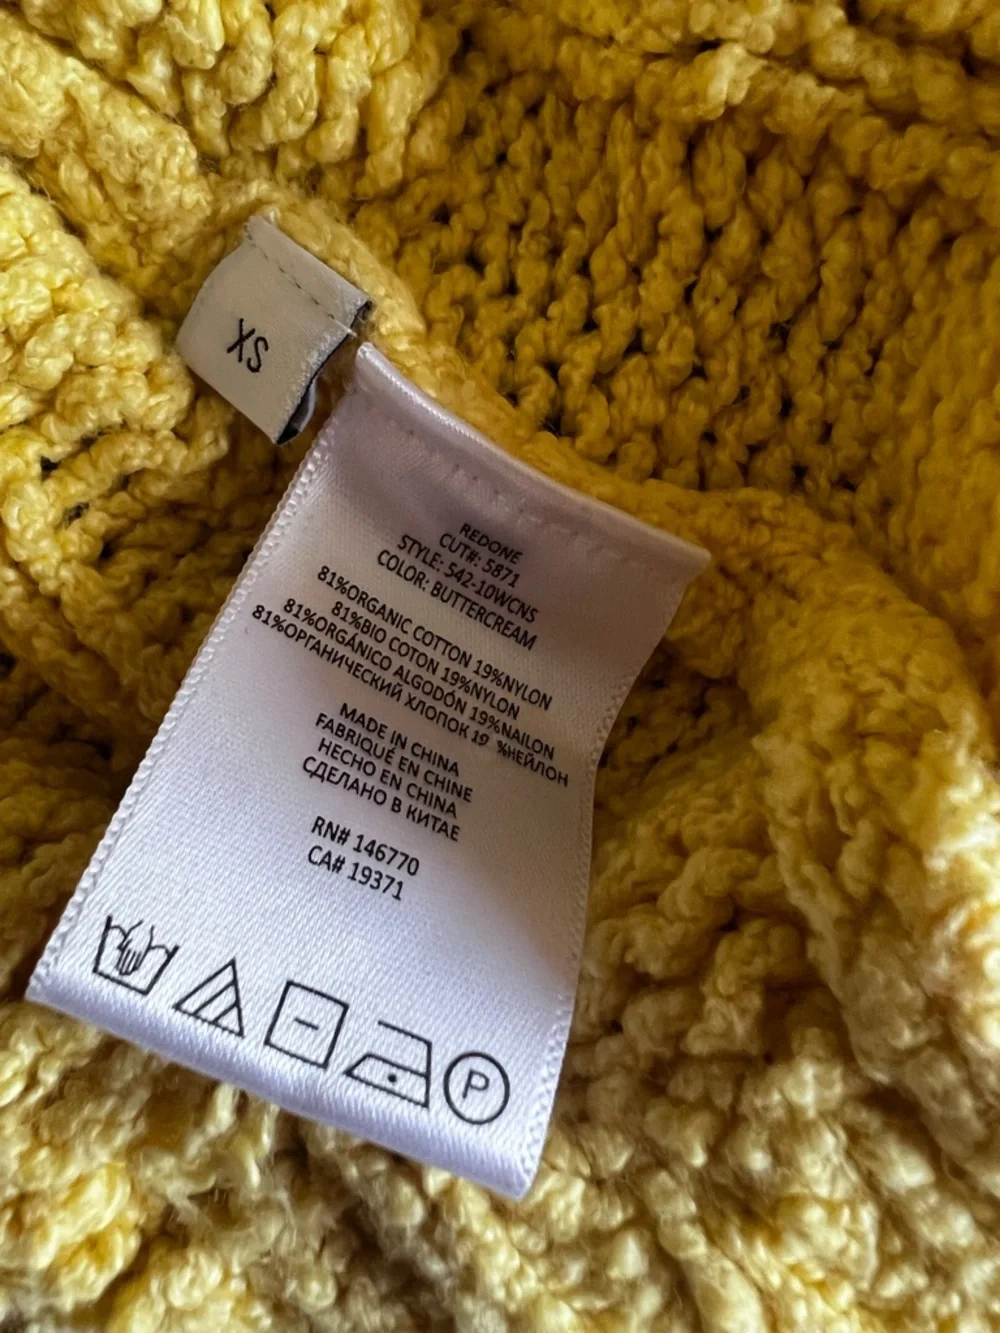 XS
REDONE
CUT#: 5871
STYLE: 542-10WCNS
COLOR: BUTTERCREAM
81%ORGANIC COTTON 19%NYLON
81%BIO COTON 19%NYLON
81%ORGÁNICO ALGODÓN 19%NAILON
81%ОРГАНИЧЕСКИЙ ХЛОПОК 19 %НЕЙЛОН
MADE IN CHINA
FABRIQUÉ EN CHINE
HECHO EN CHINA
СДЕЛАНО В КИТАЕ
RN# 146770
CA# 19371
P